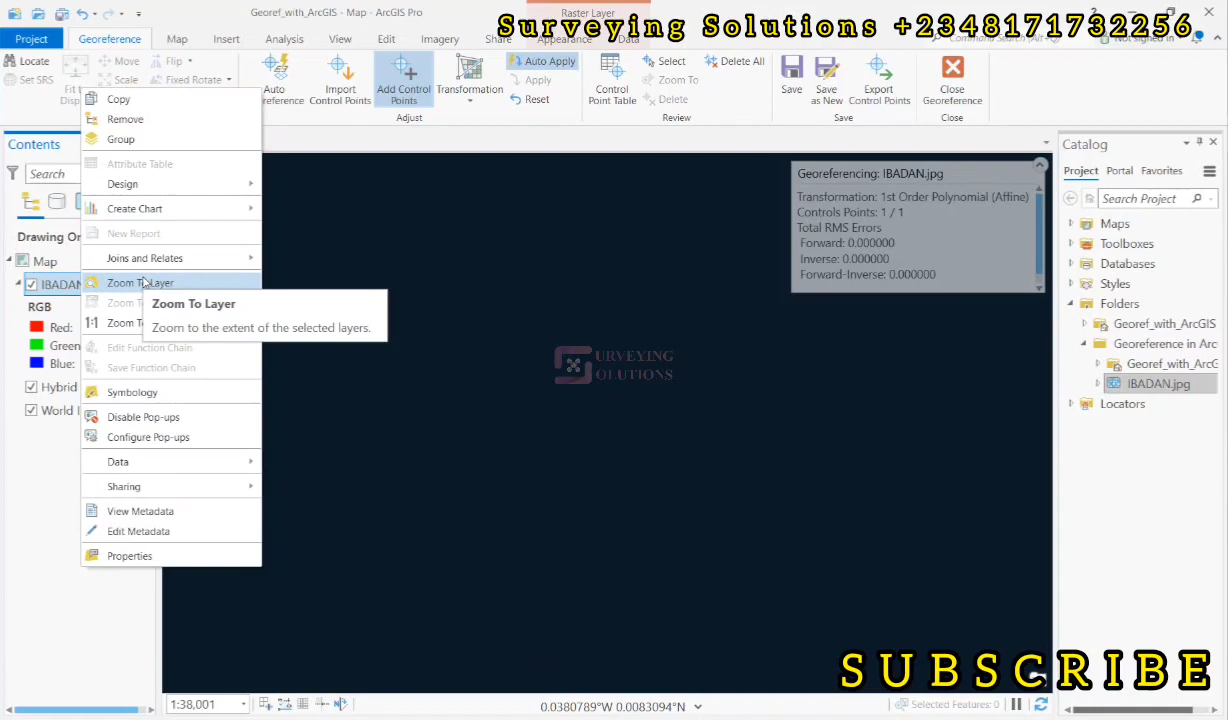 Georef_with_ArcGIS - Map - ArcGIS Pro
Raster Layer
Surveying Solutions +2348171732256
Project
Georeference
Map
Insert
Analysis
View
Edit
Imagery
Share
Appearance
Data
Command Search (Alt+Q)
Not signed in
Locate
Move
Flip
Set SRS
Scale
Fixed Rotate
Import
Control Points
Add Control
Points
Transformation
Auto Apply
Apply
Reset
Control
Point Table
Select
Zoom To
Delete
Delete All
Save
Save
as New
Export
Control Points
Close
Georeference
Adjust
Review
Save
Close
Contents
Search
Map
RGB
Red:
Green
Blue:
Hybrid
Copy
Remove
Group
Attribute Table
Design
Create Chart
New Report
Joins and Relates
Zoom To Layer
Zoom To Layer
Zoom to the extent of the selected layers.
Edit Function Chain
Save Function Chain
Symbology
Disable Pop-ups
Configure Pop-ups
Data
Sharing
View Metadata
Edit Metadata
Properties
Georeferencing: IBADAN.jpg
Transformation: 1st Order Polynomial (Affine)
Controls Points: 1 / 1
Total RMS Errors
Forward: 0.000000
Inverse: 0.000000
Forward-Inverse: 0.000000
URVEYING
OLUTIONS
Catalog
Project
Portal
Favorites
Search Project
Maps
Toolboxes
Databases
Styles
Folders
Georef_with_ArcGIS
Georeference in Arc
Georef_with_ArcG
IBADAN.jpg
Locators
SUBSCRIBE
1:38,001
0.0380789°W 0.0083094°N
Selected Features: 0